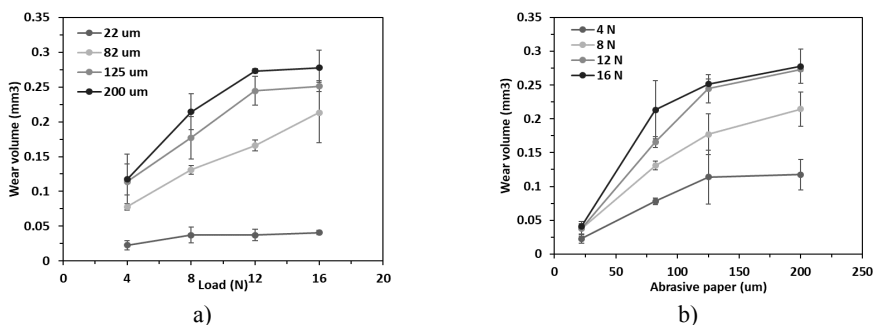 0.35
0.3
0.25
0.2
0.15
0.1
0.05
0
Wear volume (mm3)
22 um
82 um
125 um
200 um
0 4 8 12 16 20
Load (N)
a)
0.35
0.3
0.25
0.2
0.15
0.1
0.05
0
Wear volume (mm3)
4 N
8 N
12 N
16 N
0 50 100 150 200 250
Abrasive paper (um)
b)